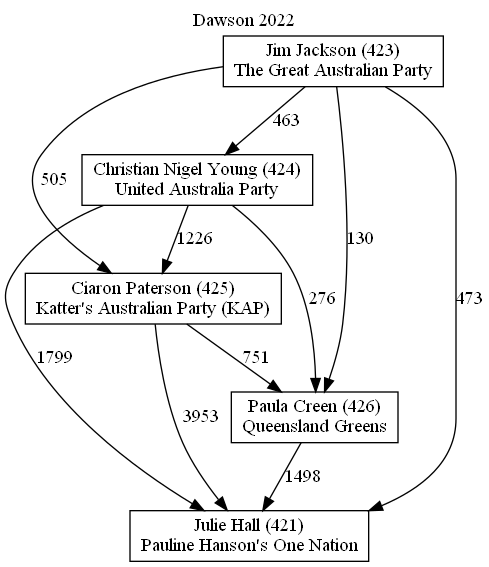 Dawson 2022
Jim Jackson (423)
The Great Australian Party
463
Christian Nigel Young (424)
United Australia Party
505
1226
130
Ciaron Paterson (425)
Katter's Australian Party (KAP)
276
473
1799
751
3953
Paula Creen (426)
Queensland Greens
1498
Julie Hall (421)
Pauline Hanson's One Nation